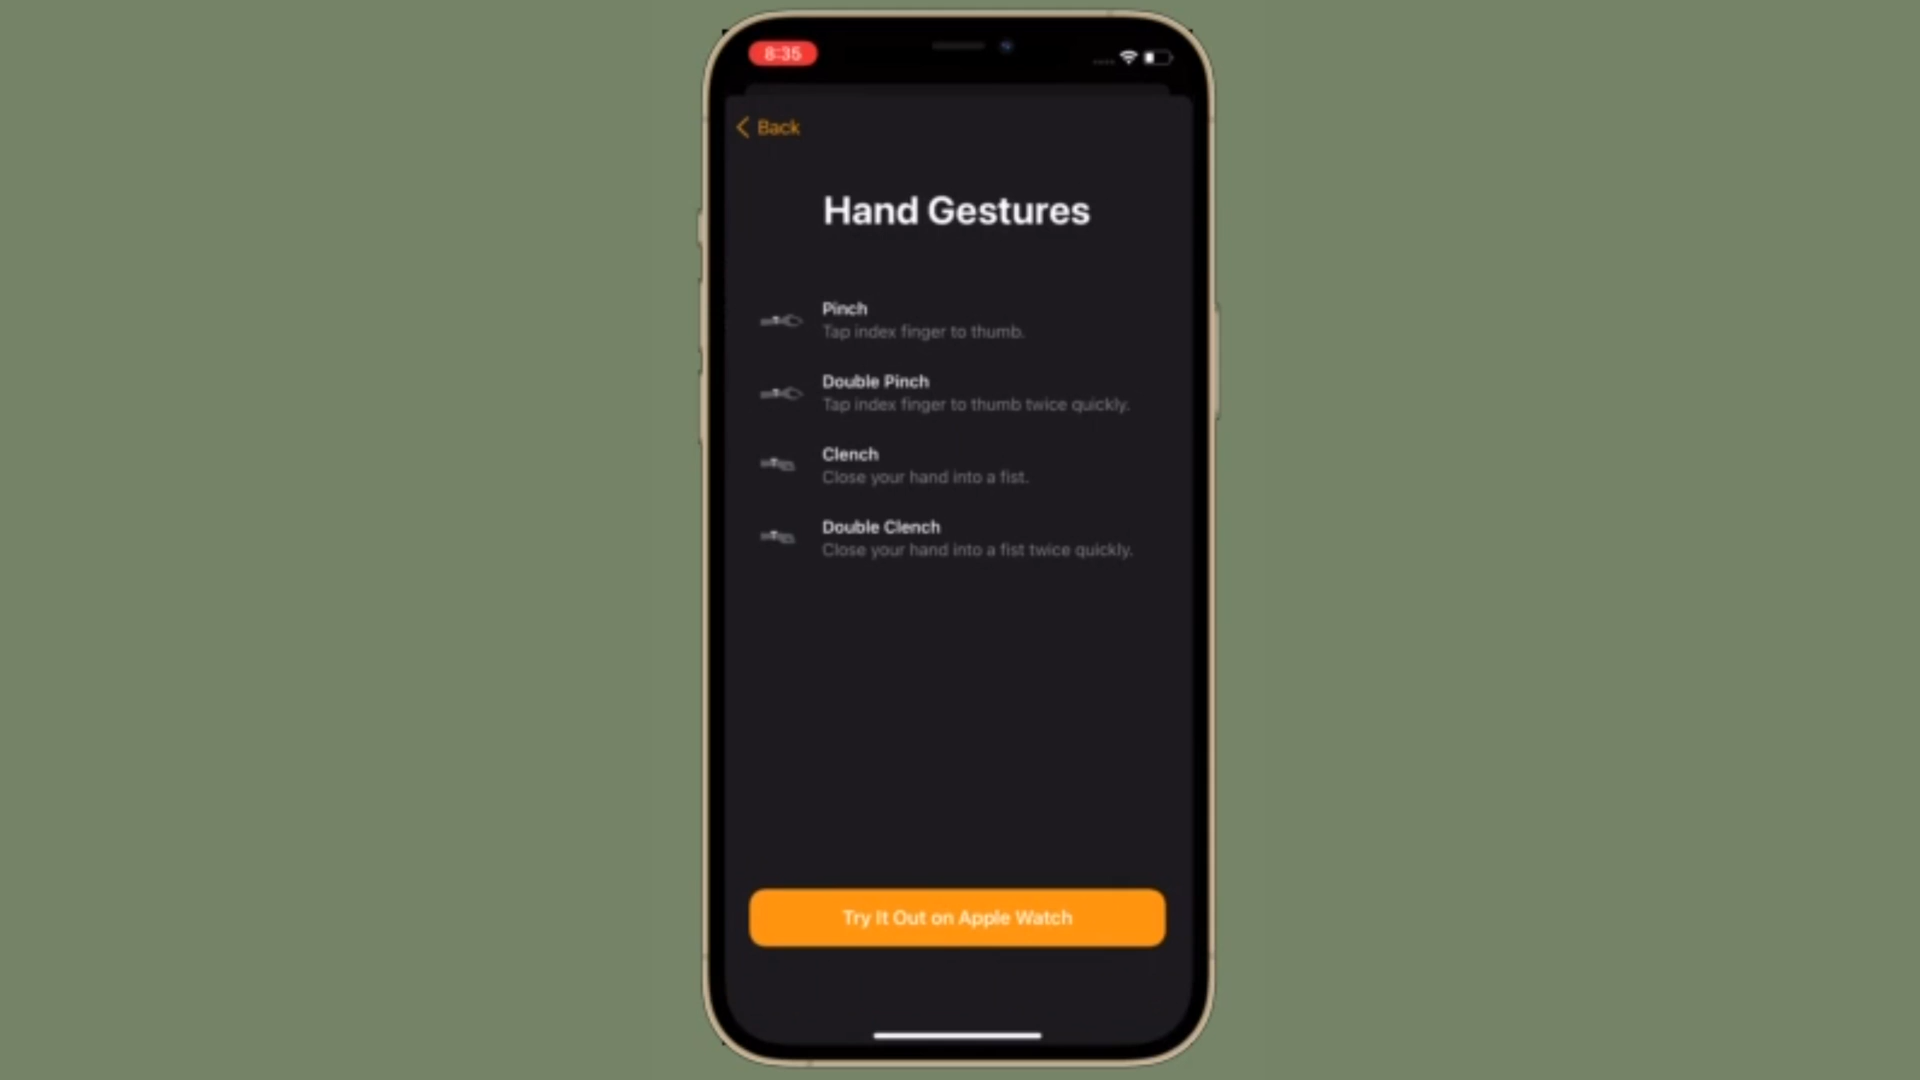 8:35
Back
Hand Gestures
Pinch
Tap index finger to thumb.
Double Pinch
Tap index finger to thumb twice quickly.
Clench
Close your hand into a fist.
Double Clench
Close your hand into a fist twice quickly.
Try It Out on Apple Watch